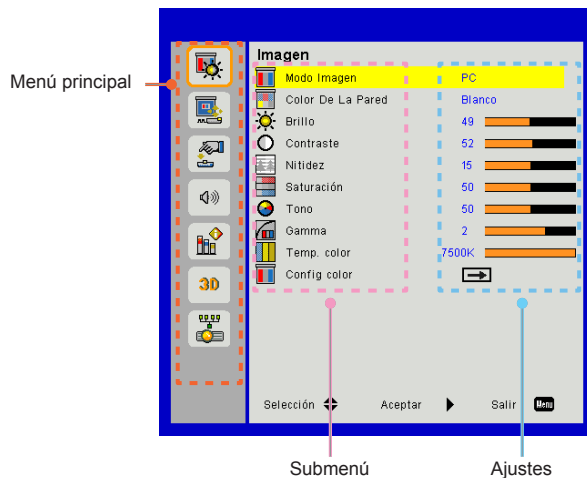 Menú principal
Imagen
Modo Imagen PC
Color De La Pared Blanco
Brillo 49
Contraste 52
Nitidez 15
Saturación 50
Tono 50
Gamma 2
Temp. color 7500K
Config color
3D
Selección Aceptar Salir Menu
Submenú Ajustes